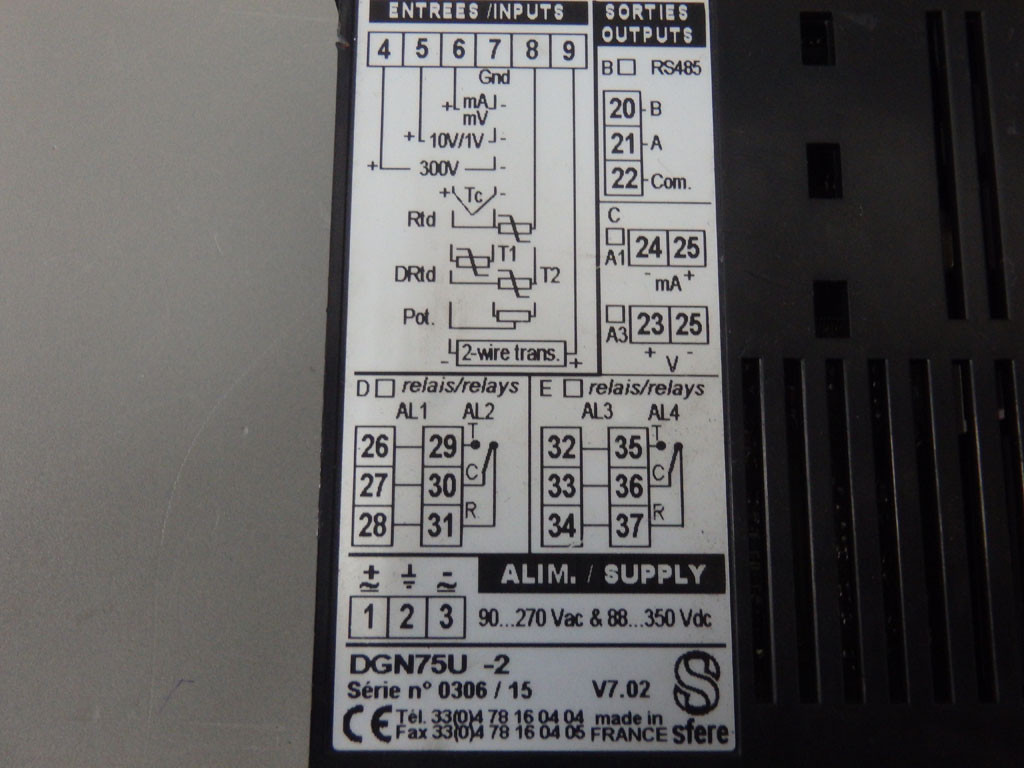 ENTREES /INPUTS
4 5 6 7 8 9
Gnd
+ mA -
mV
+ 10V/1V -
+ 300V -
+ Tc -
Rtd
T1
DRtd T2
Pot.
- 2-wire trans. +
SORTIES
OUTPUTS
B RS485
20 B
21 A
22 Com.
C
A1 24 25
- mA +
A3 23 25
+ V -
D relais/relays
AL1 AL2
26 29 T
27 30 C
28 31 R
E relais/relays
AL3 AL4
32 35 T
33 36 C
34 37 R
+ ⏚ -
~ ~
ALIM. / SUPPLY
1 2 3 90...270 Vac & 88...350 Vdc
DGN75U -2
Série n° 0306 / 15 V7.02
CE Tél. 33(0)4 78 16 04 04 made in
Fax 33(0)4 78 16 04 05 FRANCE sfere